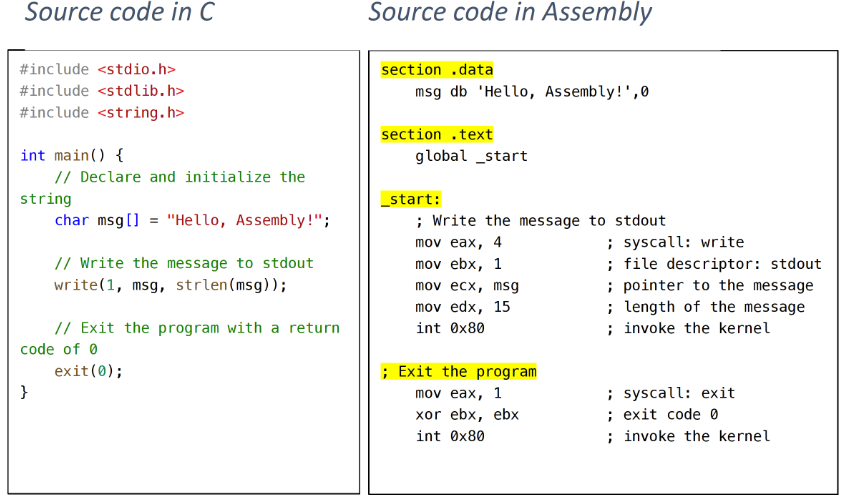 Source code in C
#include <stdio.h>
#include <stdlib.h>
#include <string.h>
int main() {
// Declare and initialize the
string
char msg[] = "Hello, Assembly!";
// Write the message to stdout
write(1, msg, strlen(msg));
// Exit the program with a return
code of 0
exit(0);
}
Source code in Assembly
section .data
msg db 'Hello, Assembly!',0
section .text
global _start
_start:
; Write the message to stdout
mov eax, 4 ; syscall: write
mov ebx, 1 ; file descriptor: stdout
mov ecx, msg ; pointer to the message
mov edx, 15 ; length of the message
int 0x80 ; invoke the kernel
; Exit the program
mov eax, 1 ; syscall: exit
xor ebx, ebx ; exit code 0
int 0x80 ; invoke the kernel